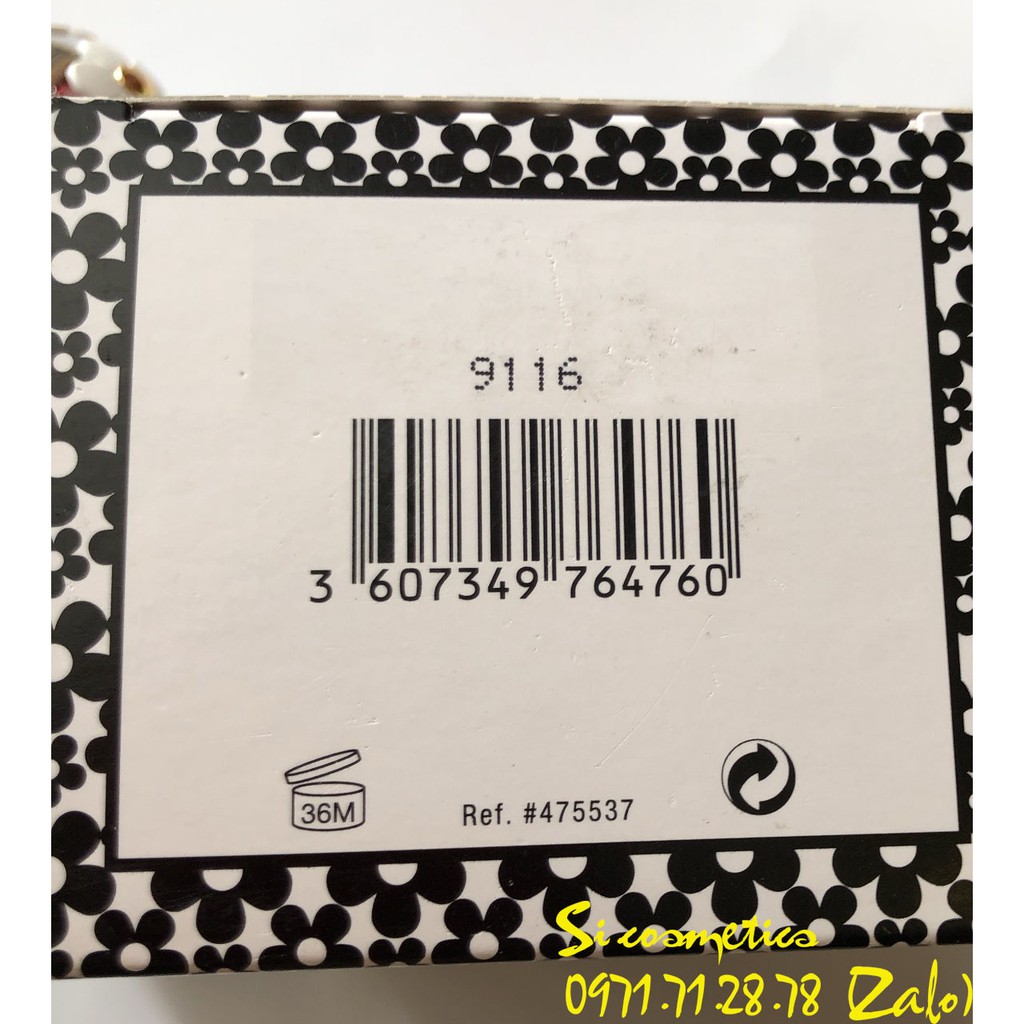 9116
3 607349 764760
36M
Ref. #475537
Si cosmetics
0971.71.28.78 (Zalo)